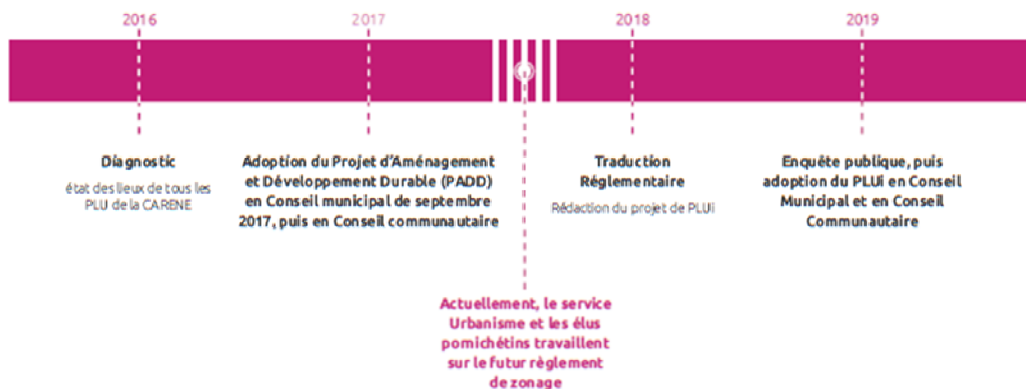 2016
2017
2018
2019
Diagnostic
état des lieux de tous les
PLU de la CARENE
Adoption du Projet d'Aménagement
et Développement Durable (PADD)
en Conseil municipal de septembre
2017, puis en Conseil communautaire
Traduction
Réglementaire
Rédaction du projet de PLUi
Enquête publique, puis
adoption du PLUi en Conseil
Municipal et en Conseil
Communautaire
Actuellement, le service
Urbanisme et les élus
pornichétins travaillent
sur le futur règlement
de zonage